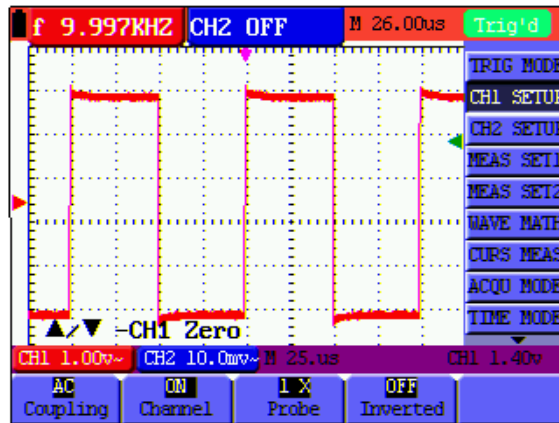 f 9.997KHZ CH2 OFF M 26.00us Trig'd
TRIG MODE
CH1 SETUP
CH2 SETUP
MEAS SET1
MEAS SET2
WAVE MATH
CURS MEAS
ACQU MODE
TIME MODE
▲/▼ -CH1 Zero
CH1 1.00v~ CH2 10.0mv~ M 25.us CH1 1.40v
AC ON 1 X OFF
Coupling Channel Probe Inverted